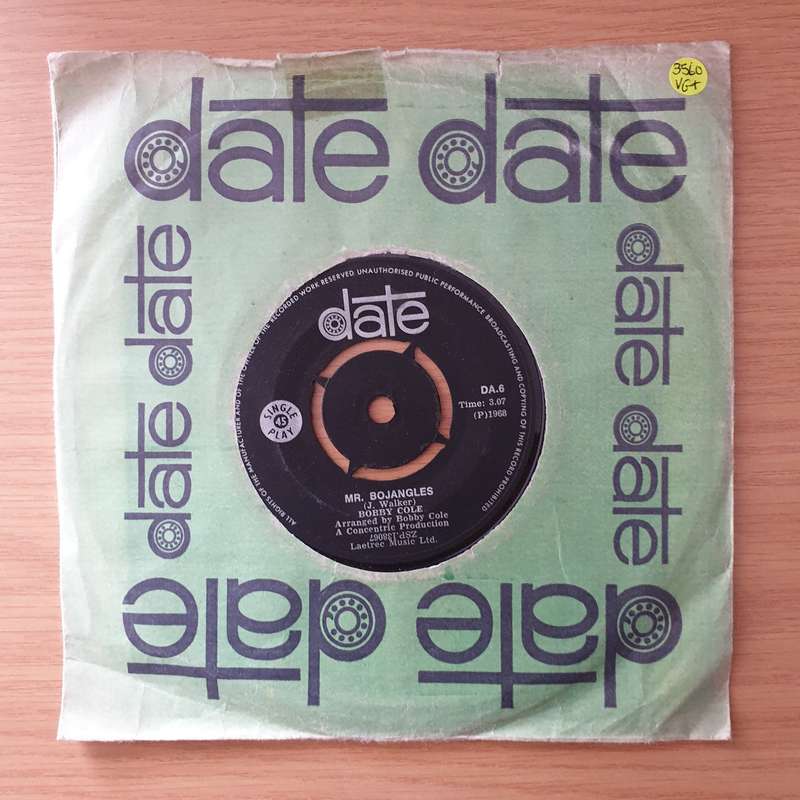 date date
3560
VG+
date date
date date
ALL RIGHTS OF THE MANUFACTURER AND OF THE OWNER OF THE RECORDED WORK RESERVED UNAUTHORISED PUBLIC PERFORMANCE BROADCASTING AND COPYING OF THIS RECORD PROHIBITED
date
DA.6
Time: 3.07
(P)1968
SINGLE
45
PLAY
MR. BOJANGLES
(J. Walker)
BOBBY COLE
Arranged by Bobby Cole
A Concentric Production
ZSP.138067
Laetrec Music Ltd.
date date